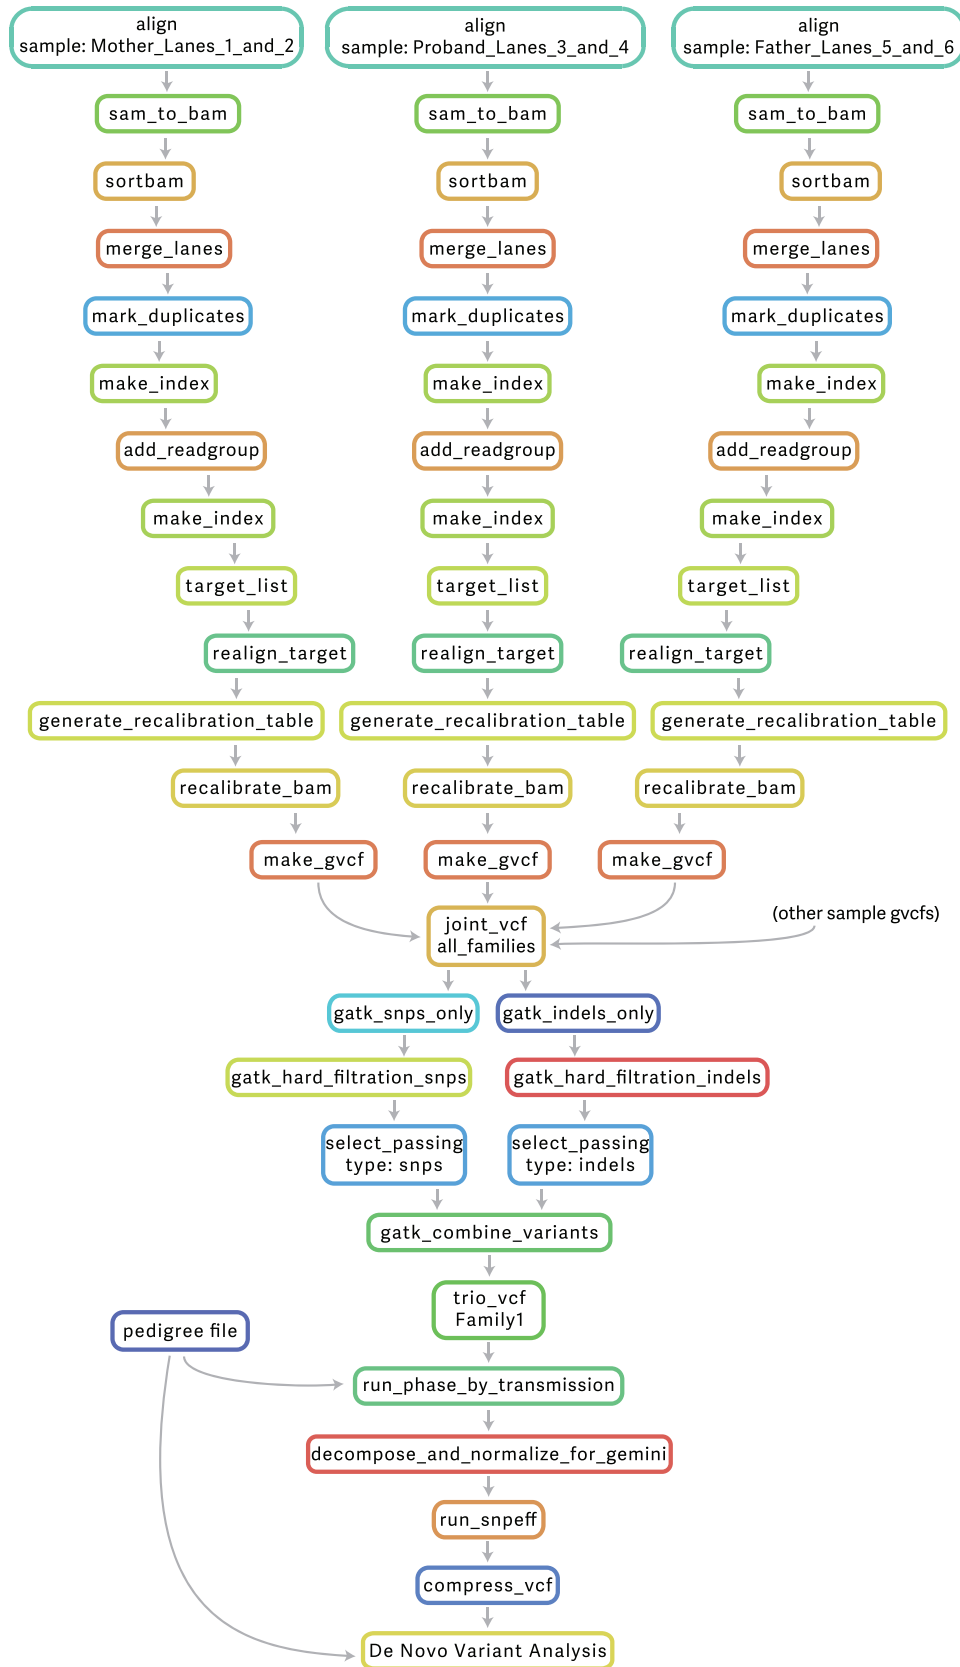 align
sample: Mother_Lanes_1_and_2
align
sample: Proband_Lanes_3_and_4
align
sample: Father_Lanes_5_and_6
sam_to_bam
sam_to_bam
sam_to_bam
sortbam
sortbam
sortbam
merge_lanes
merge_lanes
merge_lanes
mark_duplicates
mark_duplicates
mark_duplicates
make_index
make_index
make_index
add_readgroup
add_readgroup
add_readgroup
make_index
make_index
make_index
target_list
target_list
target_list
realign_target
realign_target
realign_target
generate_recalibration_table
generate_recalibration_table
generate_recalibration_table
recalibrate_bam
recalibrate_bam
recalibrate_bam
make_gvcf
make_gvcf
make_gvcf
(other sample gvcfs)
joint_vcf
all_families
gatk_snps_only
gatk_indels_only
gatk_hard_filtration_snps
gatk_hard_filtration_indels
select_passing
type: snps
select_passing
type: indels
gatk_combine_variants
trio_vcf
Family1
pedigree file
run_phase_by_transmission
decompose_and_normalize_for_gemini
run_snpeff
compress_vcf
De Novo Variant Analysis